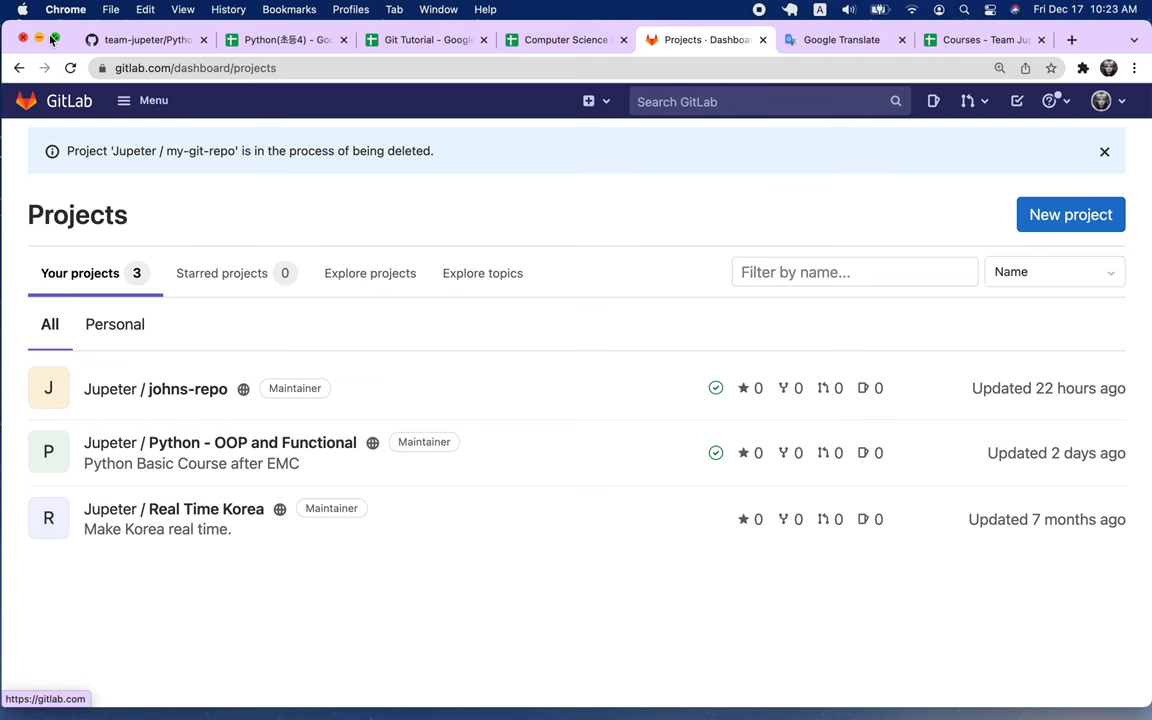 Chrome File Edit View History Bookmarks Profiles Tab Window Help A Fri Dec 17 10:23 AM
team-jupeter/Pytho Python(초등4) - Goo Git Tutorial - Google Computer Science Projects · Dashboa Google Translate Courses - Team Ju
gitlab.com/dashboard/projects
GitLab Menu Search GitLab
Project 'Jupeter / my-git-repo' is in the process of being deleted.
Projects New project
Your projects 3 Starred projects 0 Explore projects Explore topics Filter by name... Name
All Personal
J Jupeter / johns-repo Maintainer 0 0 0 0 Updated 22 hours ago
P Jupeter / Python - OOP and Functional Maintainer 0 0 0 0 Updated 2 days ago
Python Basic Course after EMC
R Jupeter / Real Time Korea Maintainer 0 0 0 0 Updated 7 months ago
Make Korea real time.
https://gitlab.com